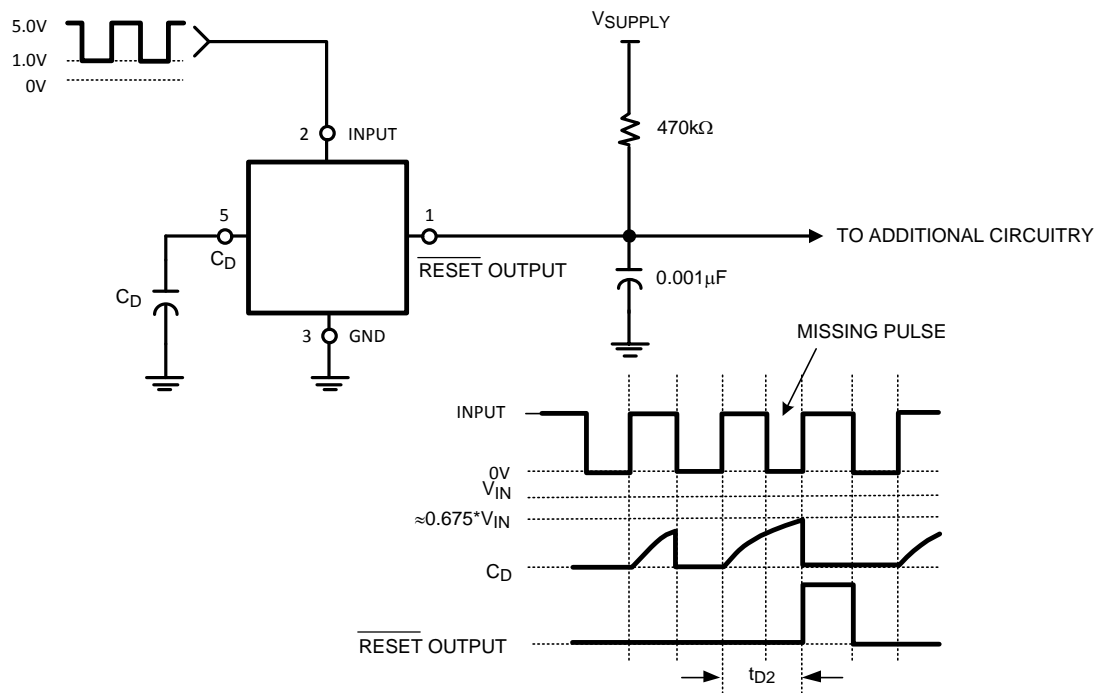 5.0V
1.0V
0V
VSUPPLY
470kΩ
2 INPUT
5
CD
1
RESET OUTPUT
TO ADDITIONAL CIRCUITRY
CD
0.001µF
3 GND
MISSING PULSE
INPUT
0V
VIN
≈0.675*VIN
CD
RESET OUTPUT
tD2